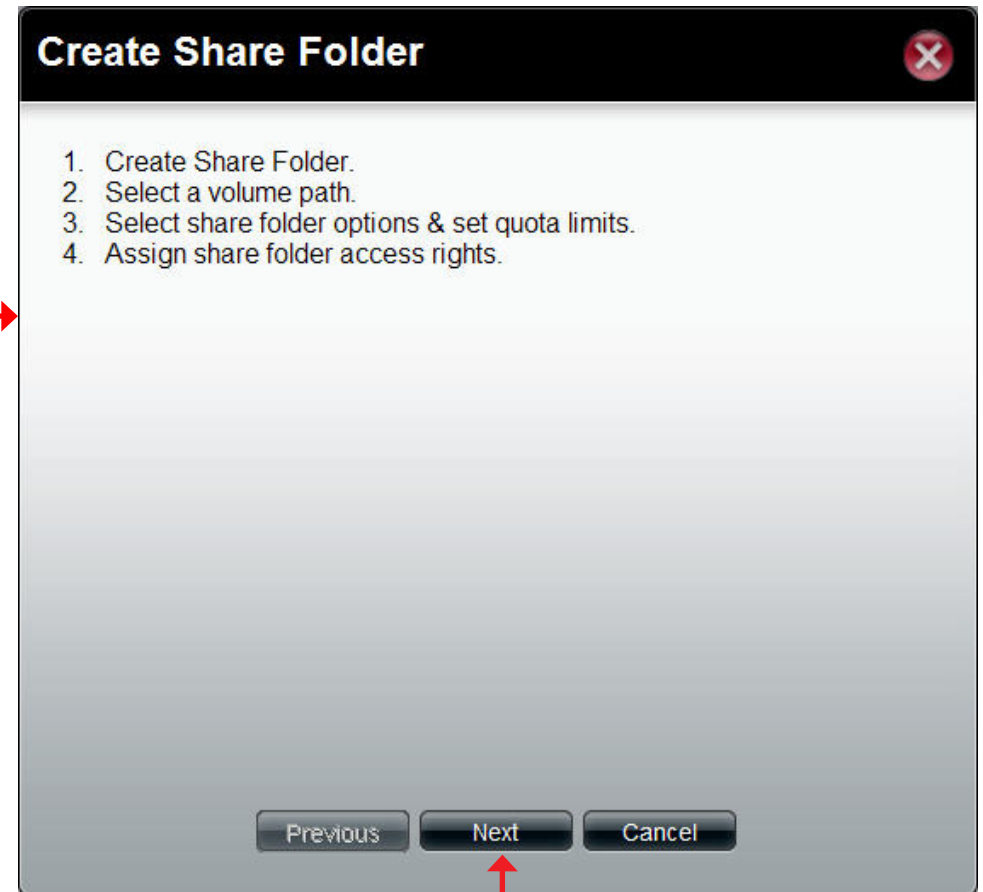 Create Share Folder
1. Create Share Folder.
2. Select a volume path.
3. Select share folder options & set quota limits.
4. Assign share folder access rights.
Previous Next Cancel